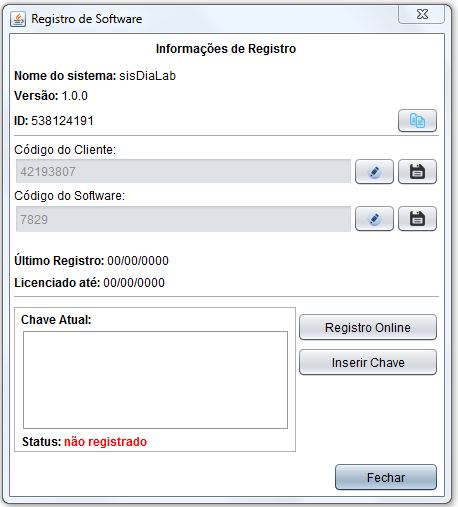 Registro de Software
Informações de Registro
Nome do sistema: sisDiaLab
Versão: 1.0.0
ID: 538124191
Código do Cliente:
42193807
Código do Software:
7829
Último Registro: 00/00/0000
Licenciado até: 00/00/0000
Chave Atual:
Registro Online
Inserir Chave
Status: não registrado
Fechar